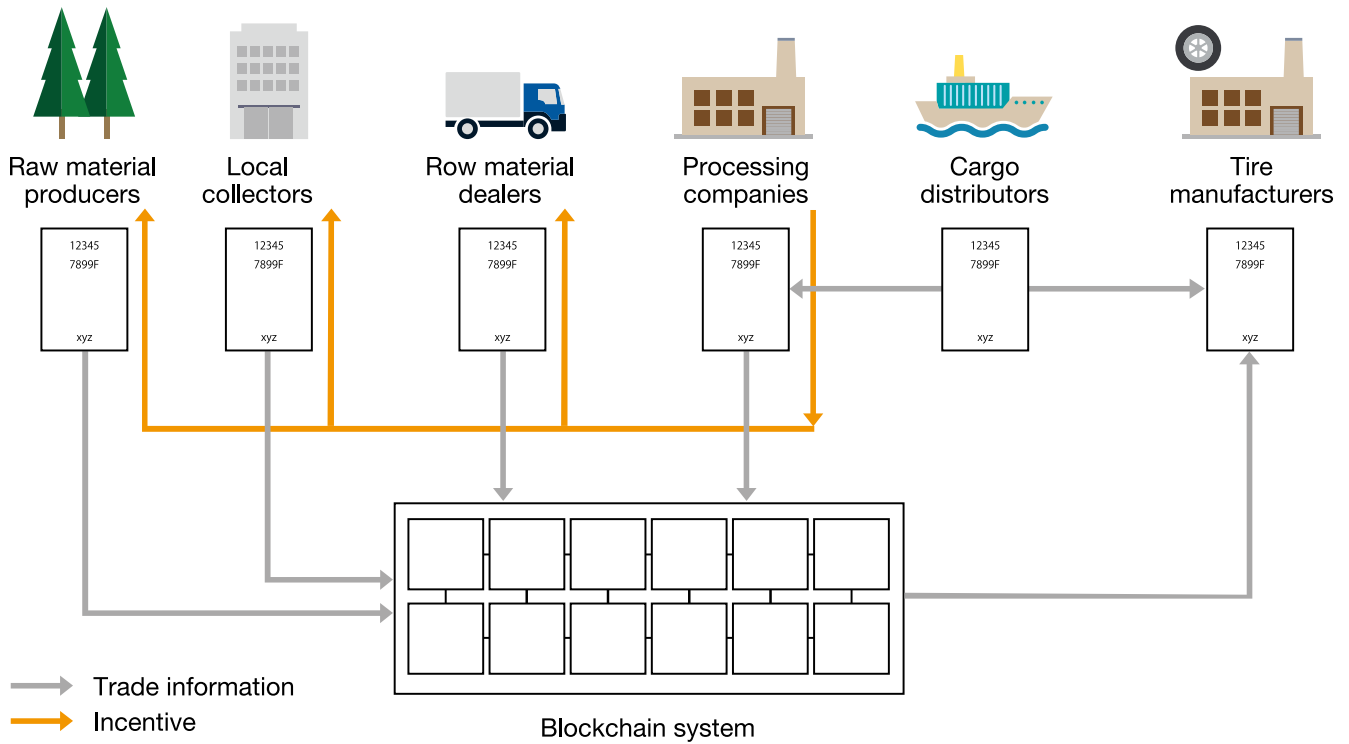 Raw material
producers
Local
collectors
Row material
dealers
Processing
companies
Cargo
distributors
Tire
manufacturers
12345
7899F
xyz
12345
7899F
xyz
12345
7899F
xyz
12345
7899F
xyz
12345
7899F
xyz
12345
7899F
xyz
Trade information
Incentive
Blockchain system